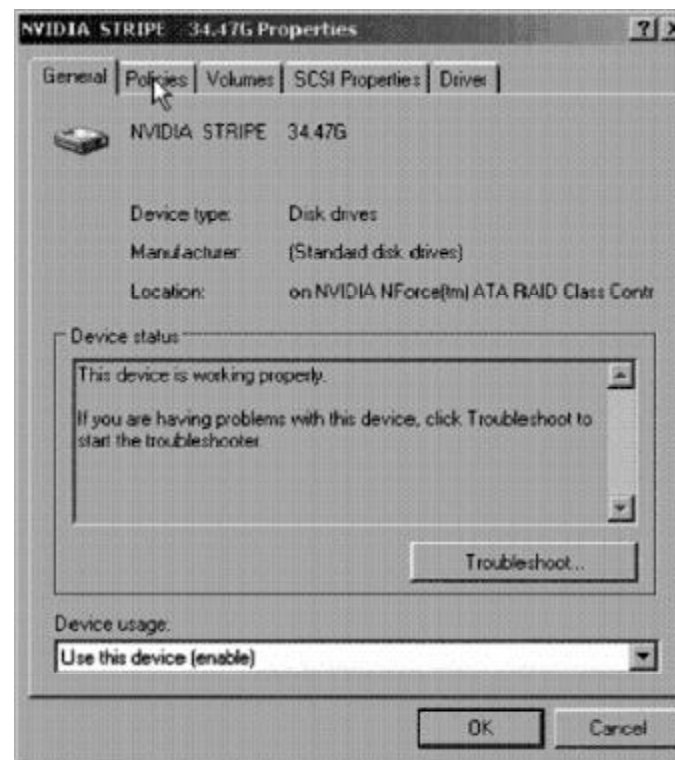 NVIDIA STRIPE 34.47G Properties
General Policies Volumes SCSI Properties Driver
NVIDIA STRIPE 34.47G
Device type: Disk drives
Manufacturer: (Standard disk drives)
Location: on NVIDIA NForce(tm) ATA RAID Class Contr
Device status
This device is working properly.
If you are having problems with this device, click Troubleshoot to
start the troubleshooter.
Troubleshoot...
Device usage:
Use this device (enable)
OK Cancel